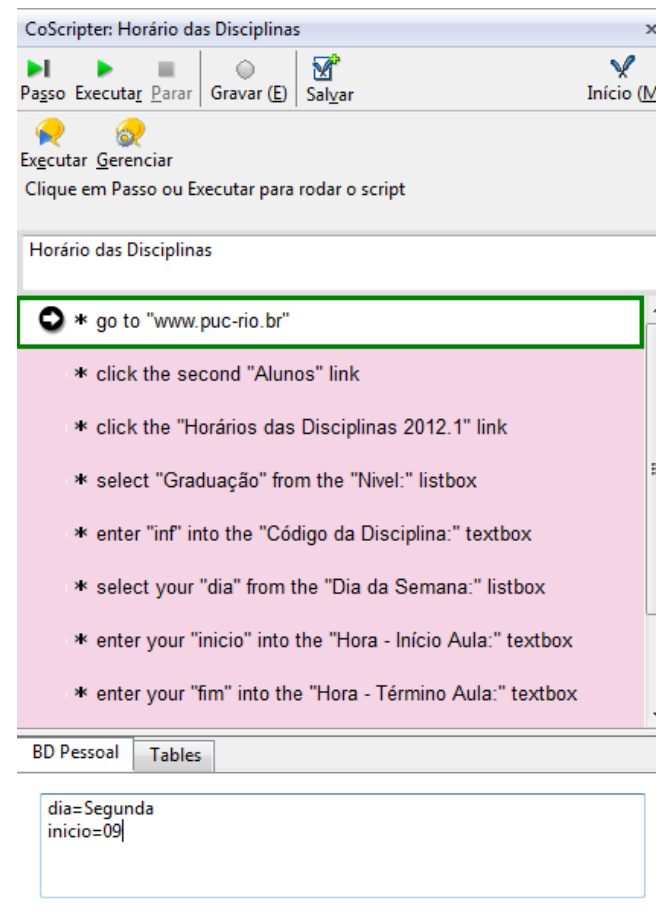 CoScripter: Horário das Disciplinas
Passo Executar Parar Gravar (E) Salvar Início (M
Executar Gerenciar
Clique em Passo ou Executar para rodar o script
Horário das Disciplinas
* go to "www.puc-rio.br"
* click the second "Alunos" link
* click the "Horários das Disciplinas 2012.1" link
* select "Graduação" from the "Nivel:" listbox
* enter "inf" into the "Código da Disciplina:" textbox
* select your "dia" from the "Dia da Semana:" listbox
* enter your "inicio" into the "Hora - Início Aula:" textbox
* enter your "fim" into the "Hora - Término Aula:" textbox
BD Pessoal Tables
dia=Segunda
inicio=09